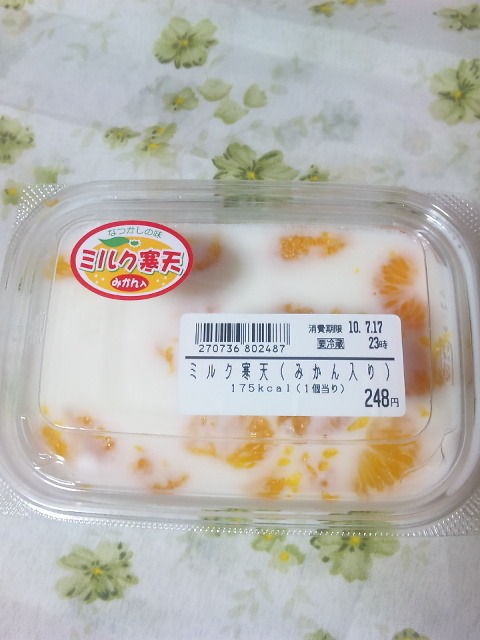 なつかしの味
ミルク寒天
みかん入
消費期限 10.7.17
要冷蔵 23時
270736 802487
ミルク寒天(みかん入り)
175kcal(1個当り)
248円